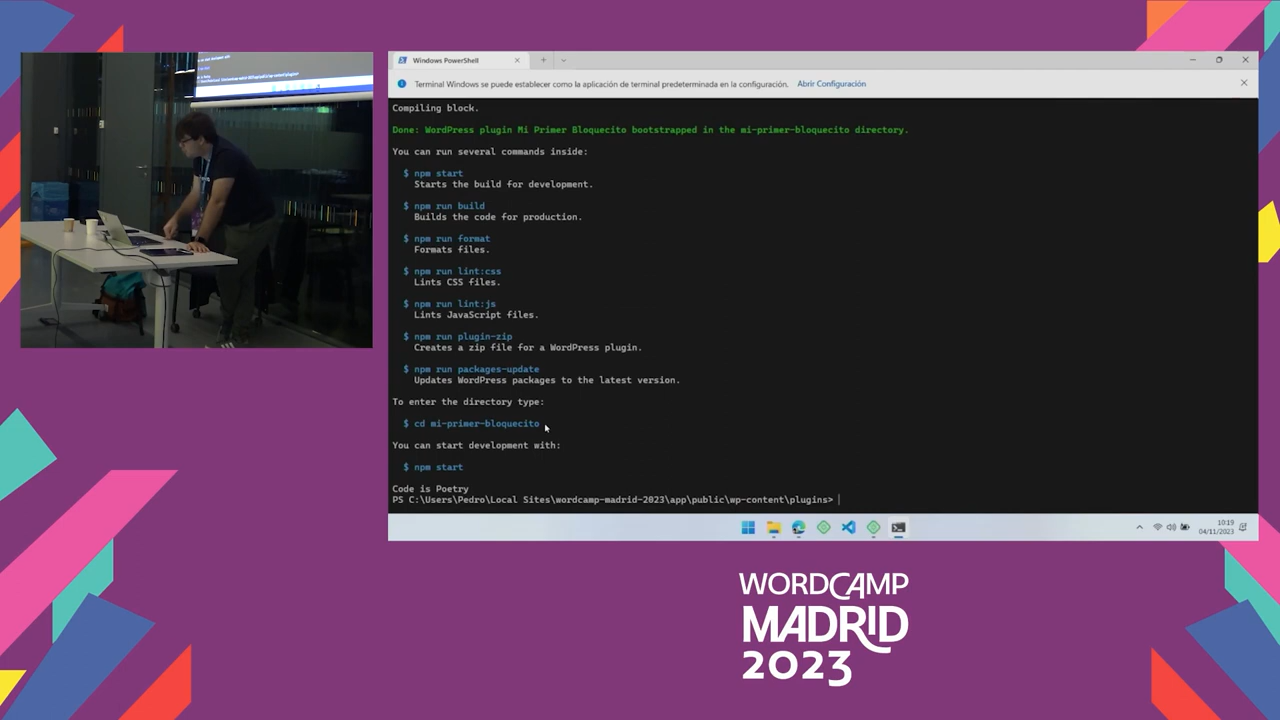 Windows PowerShell
Terminal Windows se puede establecer como la aplicación de terminal predeterminada en la configuración. Abrir Configuración
Compiling block.
Done: WordPress plugin Mi Primer Bloquecito bootstrapped in the mi-primer-bloquecito directory.
You can run several commands inside:
$ npm start
Starts the build for development.
$ npm run build
Builds the code for production.
$ npm run format
Formats files.
$ npm run lint:css
Lints CSS files.
$ npm run lint:js
Lints JavaScript files.
$ npm run plugin-zip
Creates a zip file for a WordPress plugin.
$ npm run packages-update
Updates WordPress packages to the latest version.
To enter the directory type:
$ cd mi-primer-bloquecito
You can start development with:
$ npm start
Code is Poetry
PS C:\Users\Pedro\Local Sites\wordcamp-madrid-2023\app\public\wp-content\plugins>
10:19
04/11/2023
WORDCAMP
MADRID
2023